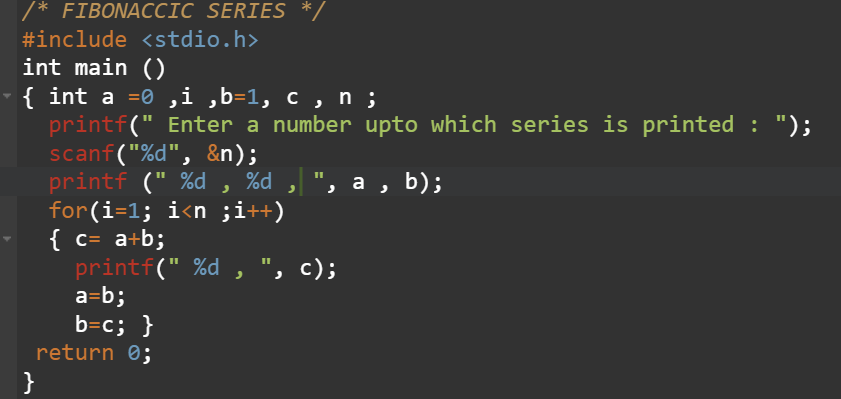 /* FIBONACCIC SERIES */
#include <stdio.h>
int main ()
{ int a =0 ,i ,b=1, c , n ;
printf(" Enter a number upto which series is printed : ");
scanf("%d", &n);
printf (" %d , %d , ", a , b);
for(i=1; i<n ;i++)
{ c= a+b;
printf(" %d , ", c);
a=b;
b=c; }
return 0;
}